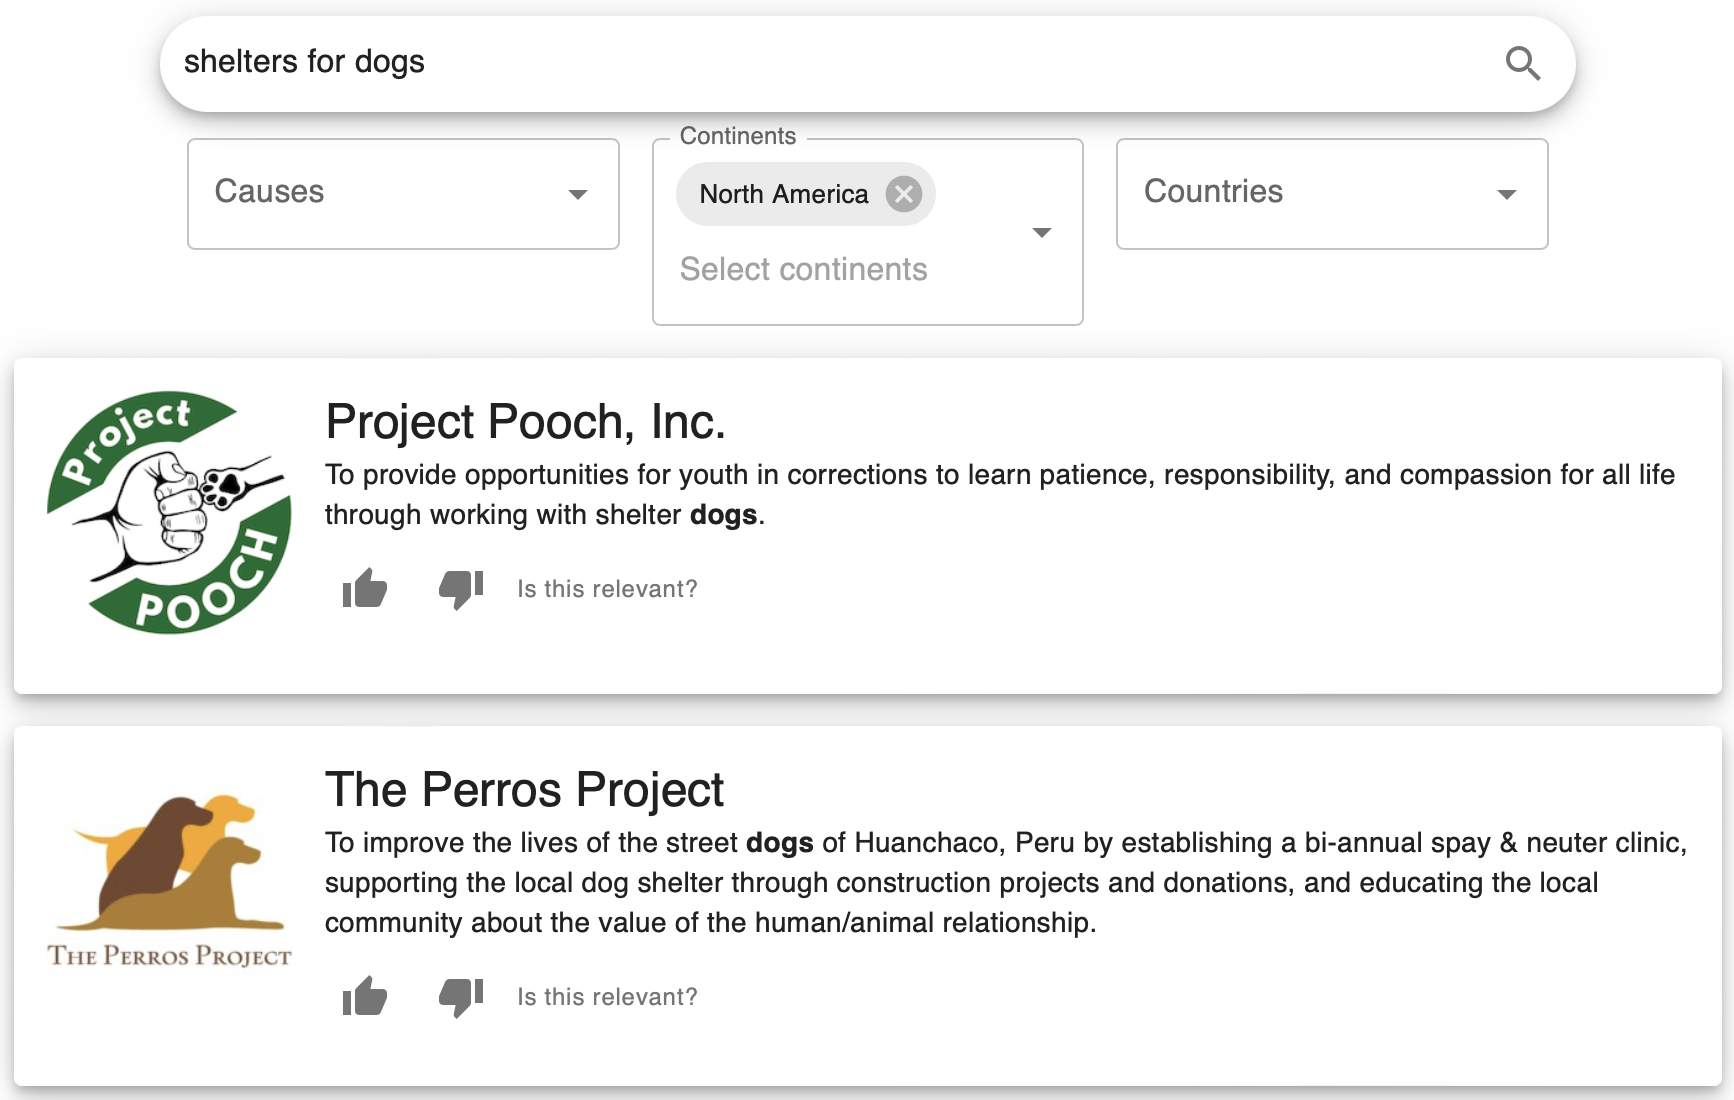 shelters for dogs
Causes
Continents
North America
Select continents
Countries
Project
POOCH
Project Pooch, Inc.
To provide opportunities for youth in corrections to learn patience, responsibility, and compassion for all life
through working with shelter dogs.
Is this relevant?
THE PERROS PROJECT
The Perros Project
To improve the lives of the street dogs of Huanchaco, Peru by establishing a bi-annual spay & neuter clinic,
supporting the local dog shelter through construction projects and donations, and educating the local
community about the value of the human/animal relationship.
Is this relevant?